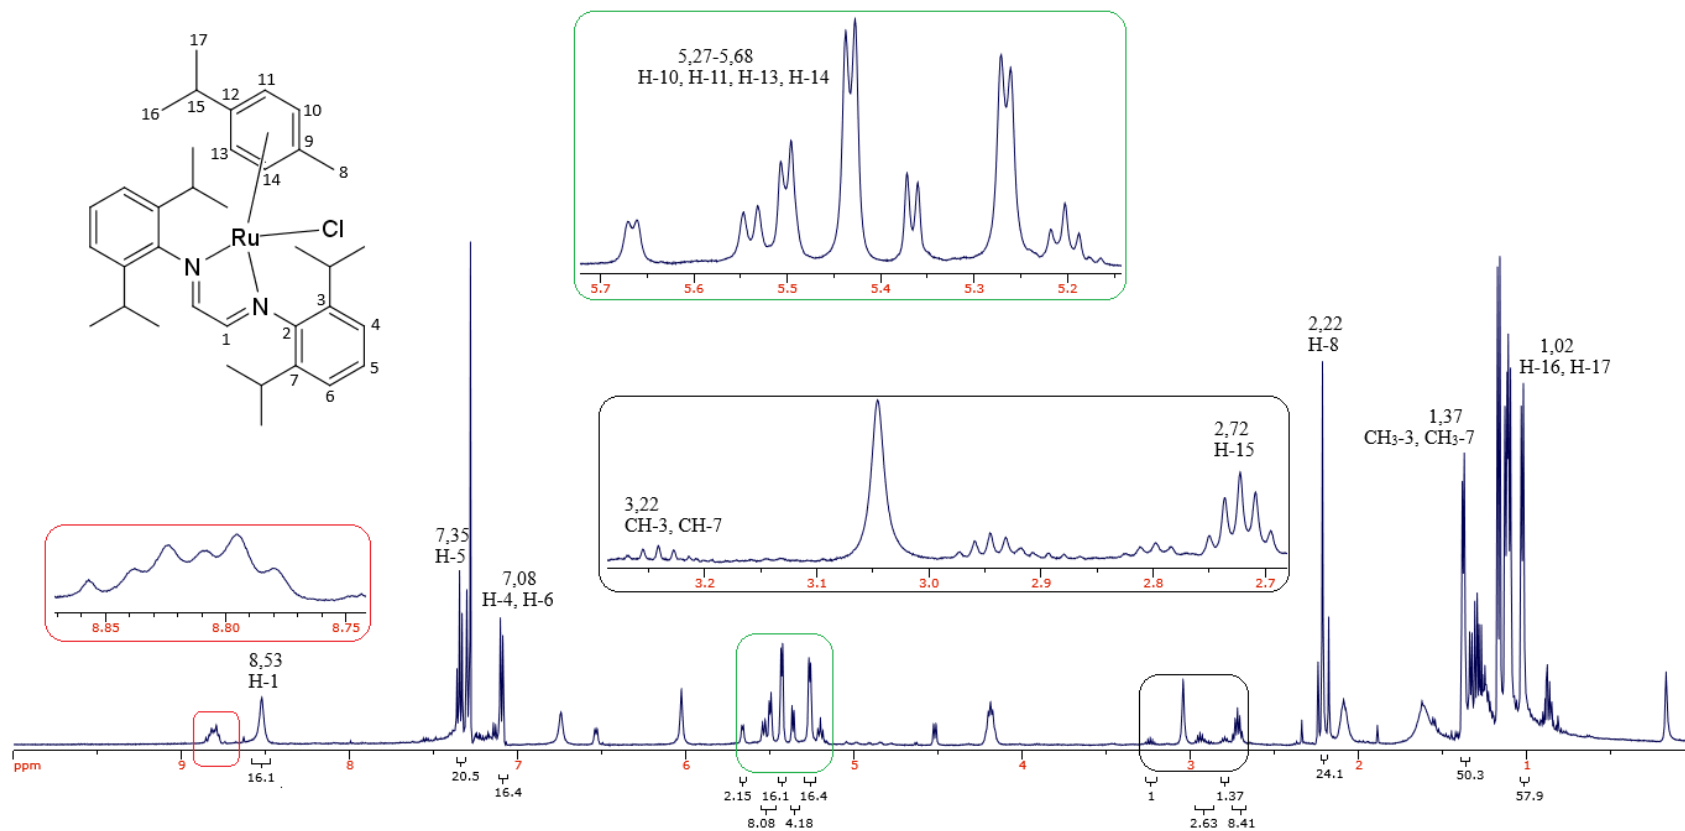 17
16
15
12
11
10
9
13
14
8
Ru
Cl
N
N
1
2
3
4
5
6
7
5,27-5,68
H-10, H-11, H-13, H-14
5.7 5.6 5.5 5.4 5.3 5.2
2,22
H-8
1,02
H-16, H-17
1,37
CH₃-3, CH₃-7
3,22
CH-3, CH-7
2,72
H-15
3.2 3.1 3.0 2.9 2.8 2.7
7,35
H-5
7,08
H-4, H-6
8.85 8.80 8.75
8,53
H-1
ppm 9 8 7 6 5 4 3 2 1
16.1 20.5 16.4 2.15 16.1 16.4 1 1.37 24.1 50.3 57.9
8.08 4.18 2.63 8.41